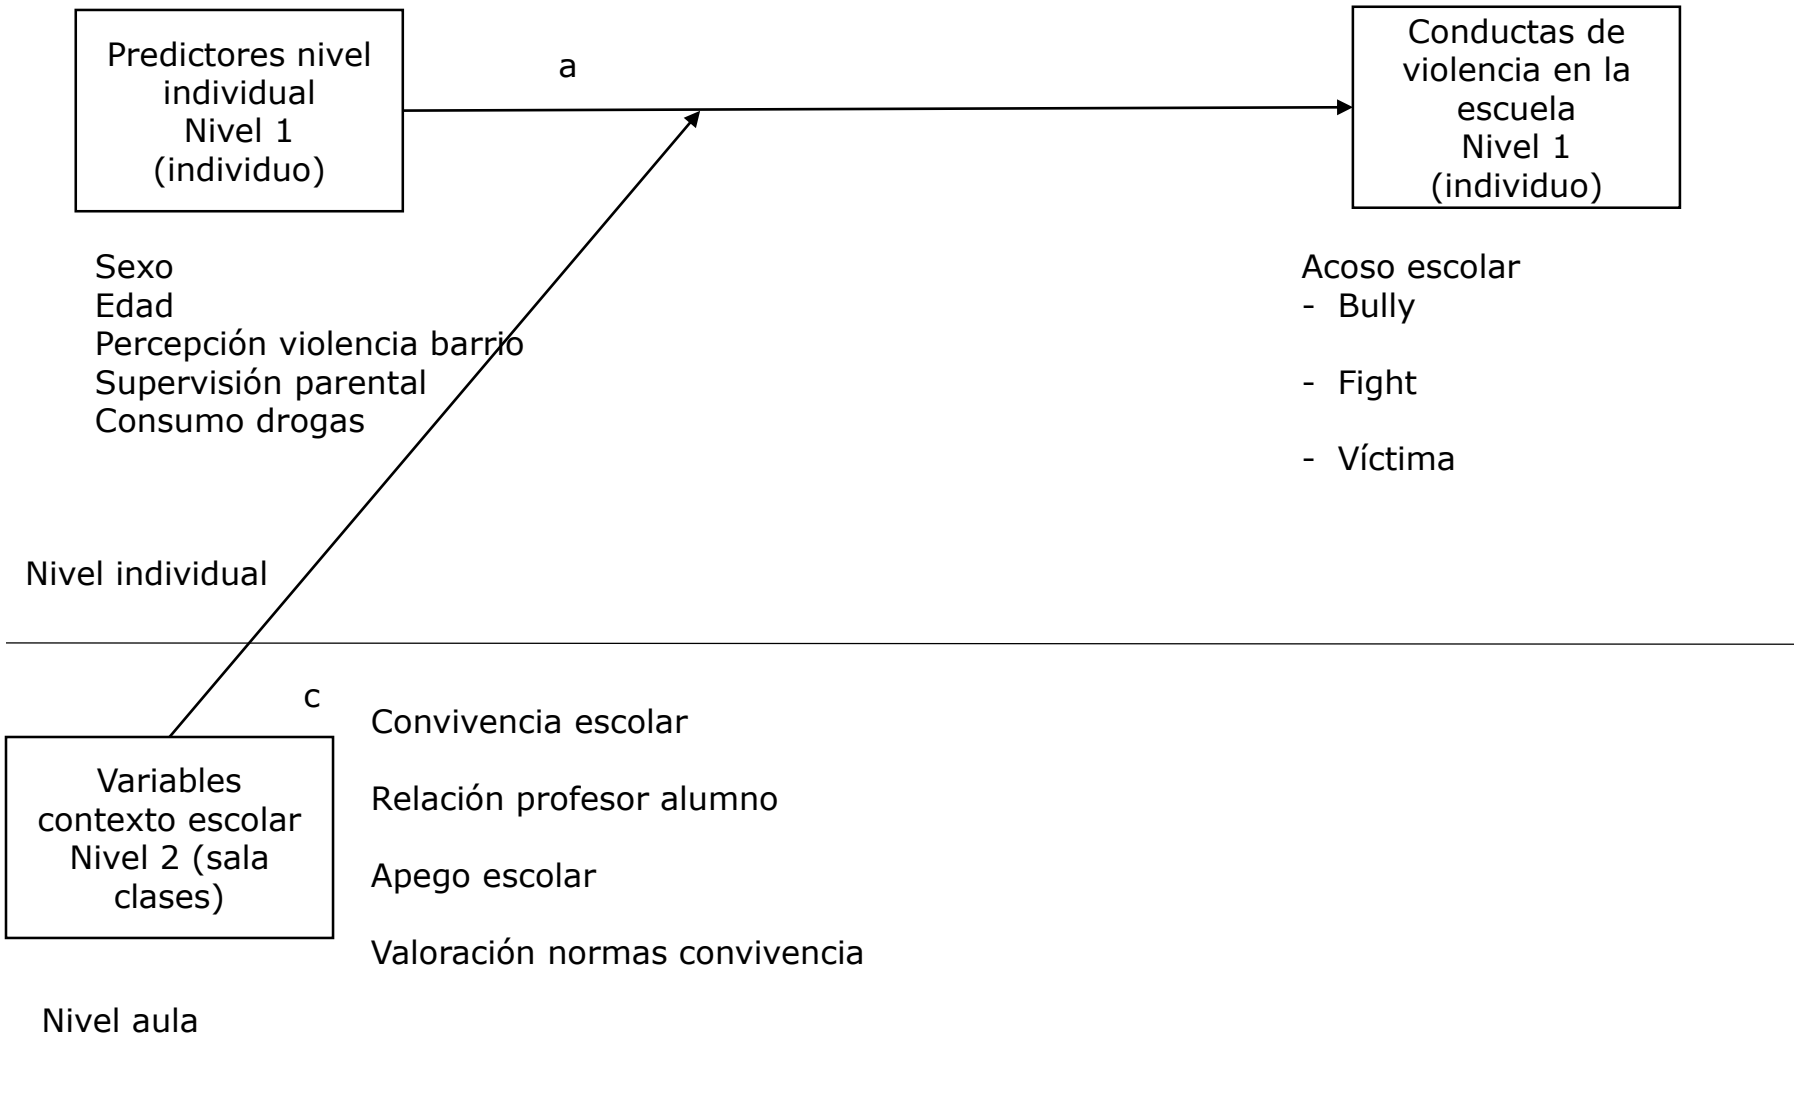 Predictores nivel
individual
Nivel 1
(individuo)
a
Conductas de
violencia en la
escuela
Nivel 1
(individuo)
Sexo
Edad
Percepción violencia barrio
Supervisión parental
Consumo drogas
Acoso escolar
- Bully
- Fight
- Víctima
Nivel individual
c
Variables
contexto escolar
Nivel 2 (sala
clases)
Convivencia escolar
Relación profesor alumno
Apego escolar
Valoración normas convivencia
Nivel aula